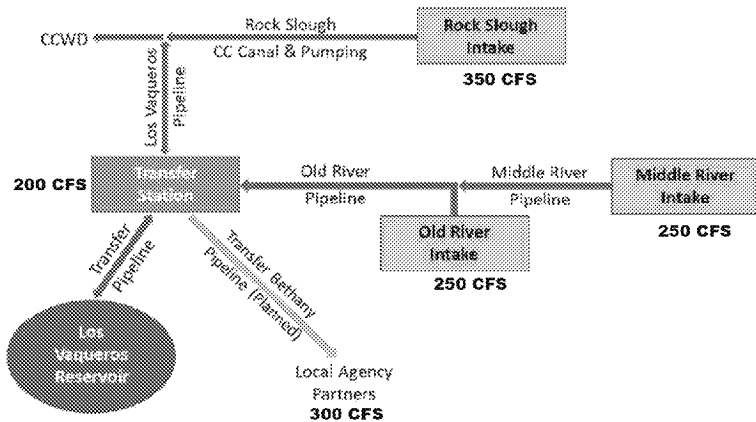 Rock Slough
CC Canal & Pumping
CCWD
Rock Slough
Intake
350 CFS
Los Vaqueros
Pipeline
200 CFS
Transfer
Station
Old River
Pipeline
Middle River
Pipeline
Middle River
Intake
250 CFS
Old River
Intake
250 CFS
Transfer
Pipeline
Transfer Bethany
Pipeline (Planned)
Los
Vaqueros
Reservoir
Local Agency
Partners
300 CFS